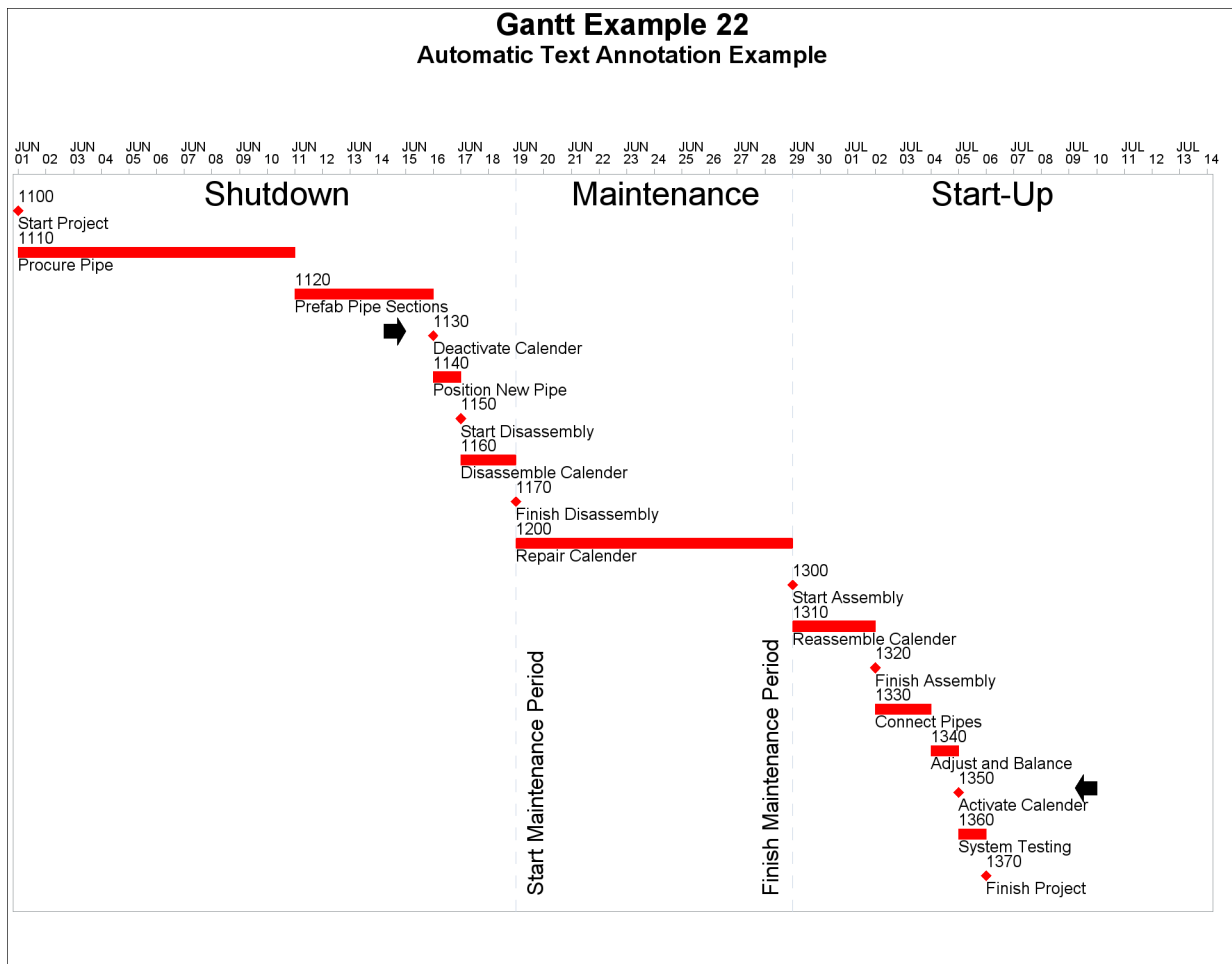 Gantt Example 22
Automatic Text Annotation Example
JUN JUN JUN JUN JUN JUN JUN JUN JUN JUN JUN JUN JUN JUN JUN JUL JUL JUL JUL JUL JUL JUL
01 02 03 04 05 06 07 08 09 10 11 12 13 14 15 16 17 18 19 20 21 22 23 24 25 26 27 28 29 30 01 02 03 04 05 06 07 08 09 10 11 12 13 14
Shutdown Maintenance Start-Up
1100
Start Project
1110
Procure Pipe
1120
Prefab Pipe Sections
1130
Deactivate Calender
1140
Position New Pipe
1150
Start Disassembly
1160
Disassemble Calender
1170
Finish Disassembly
1200
Repair Calender
1300
Start Assembly
1310
Reassemble Calender
1320
Finish Assembly
1330
Connect Pipes
1340
Adjust and Balance
1350
Activate Calender
1360
System Testing
1370
Finish Project
Start Maintenance Period
Finish Maintenance Period